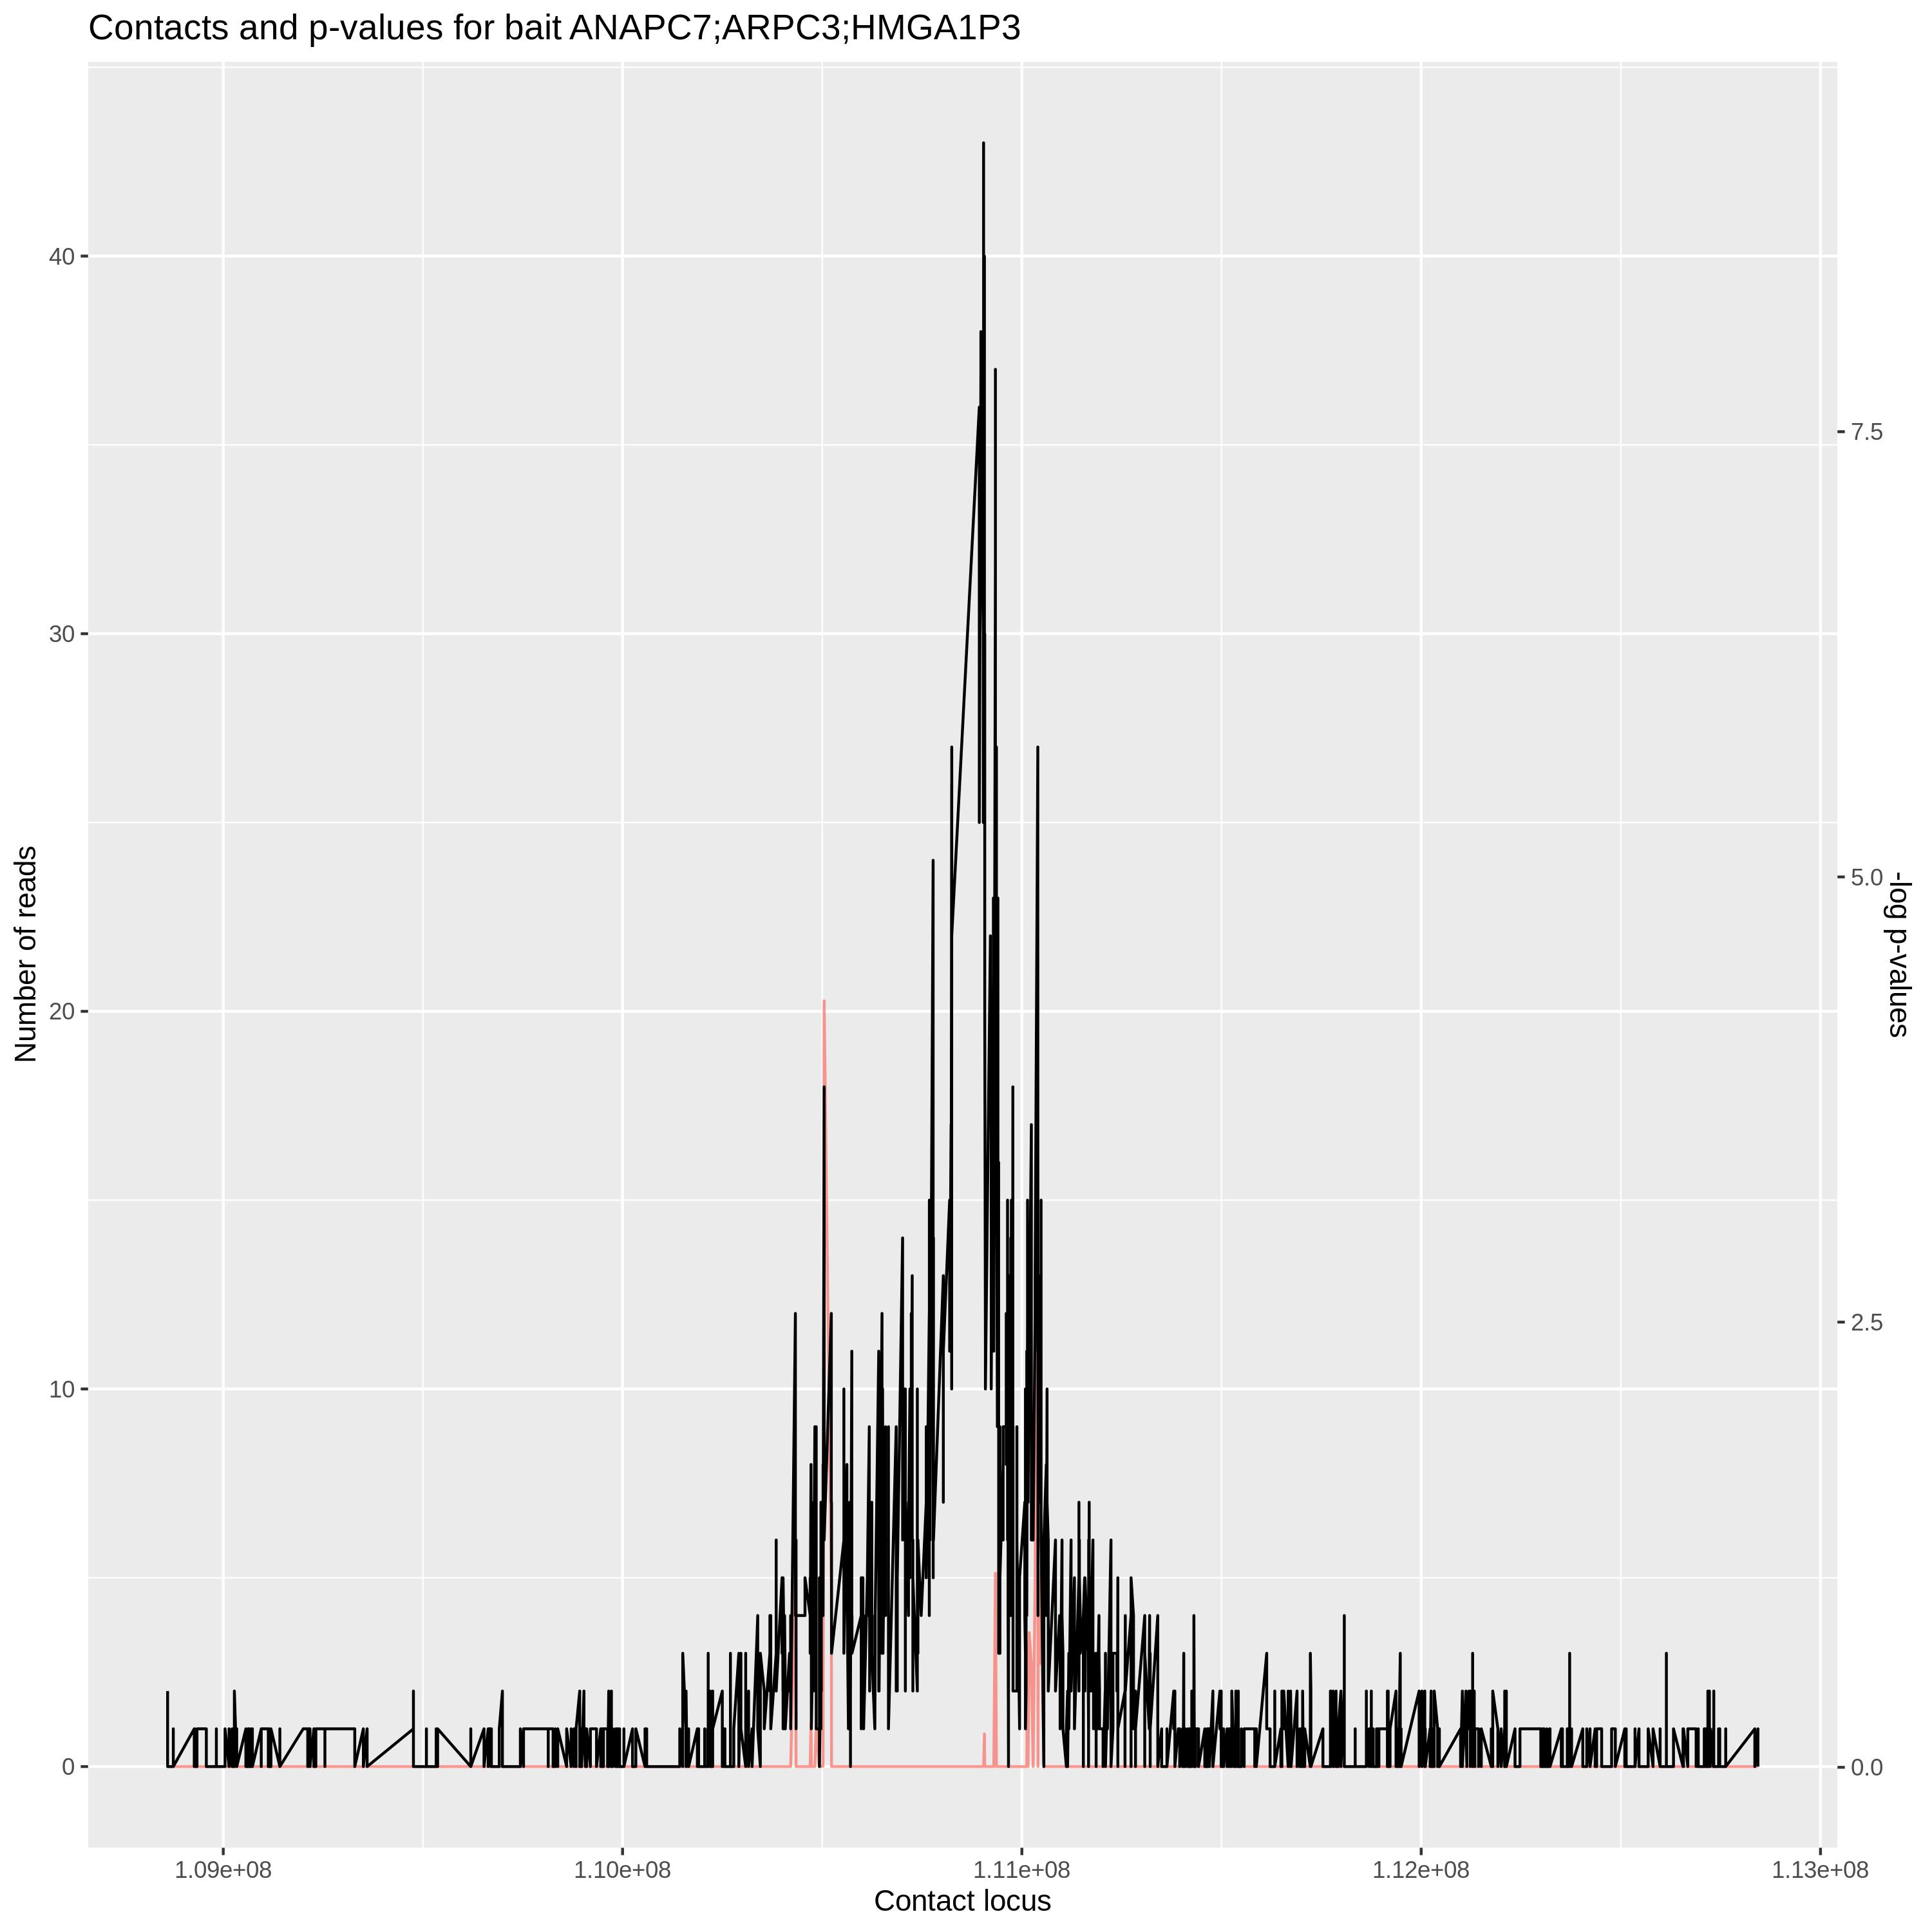 Contacts and p-values for bait ANAPC7;ARPC3;HMGA1P3
40
30
20
10
0
Number of reads
7.5
5.0
2.5
0.0
-log p-values
1.09e+08
1.10e+08
1.11e+08
1.12e+08
1.13e+08
Contact locus